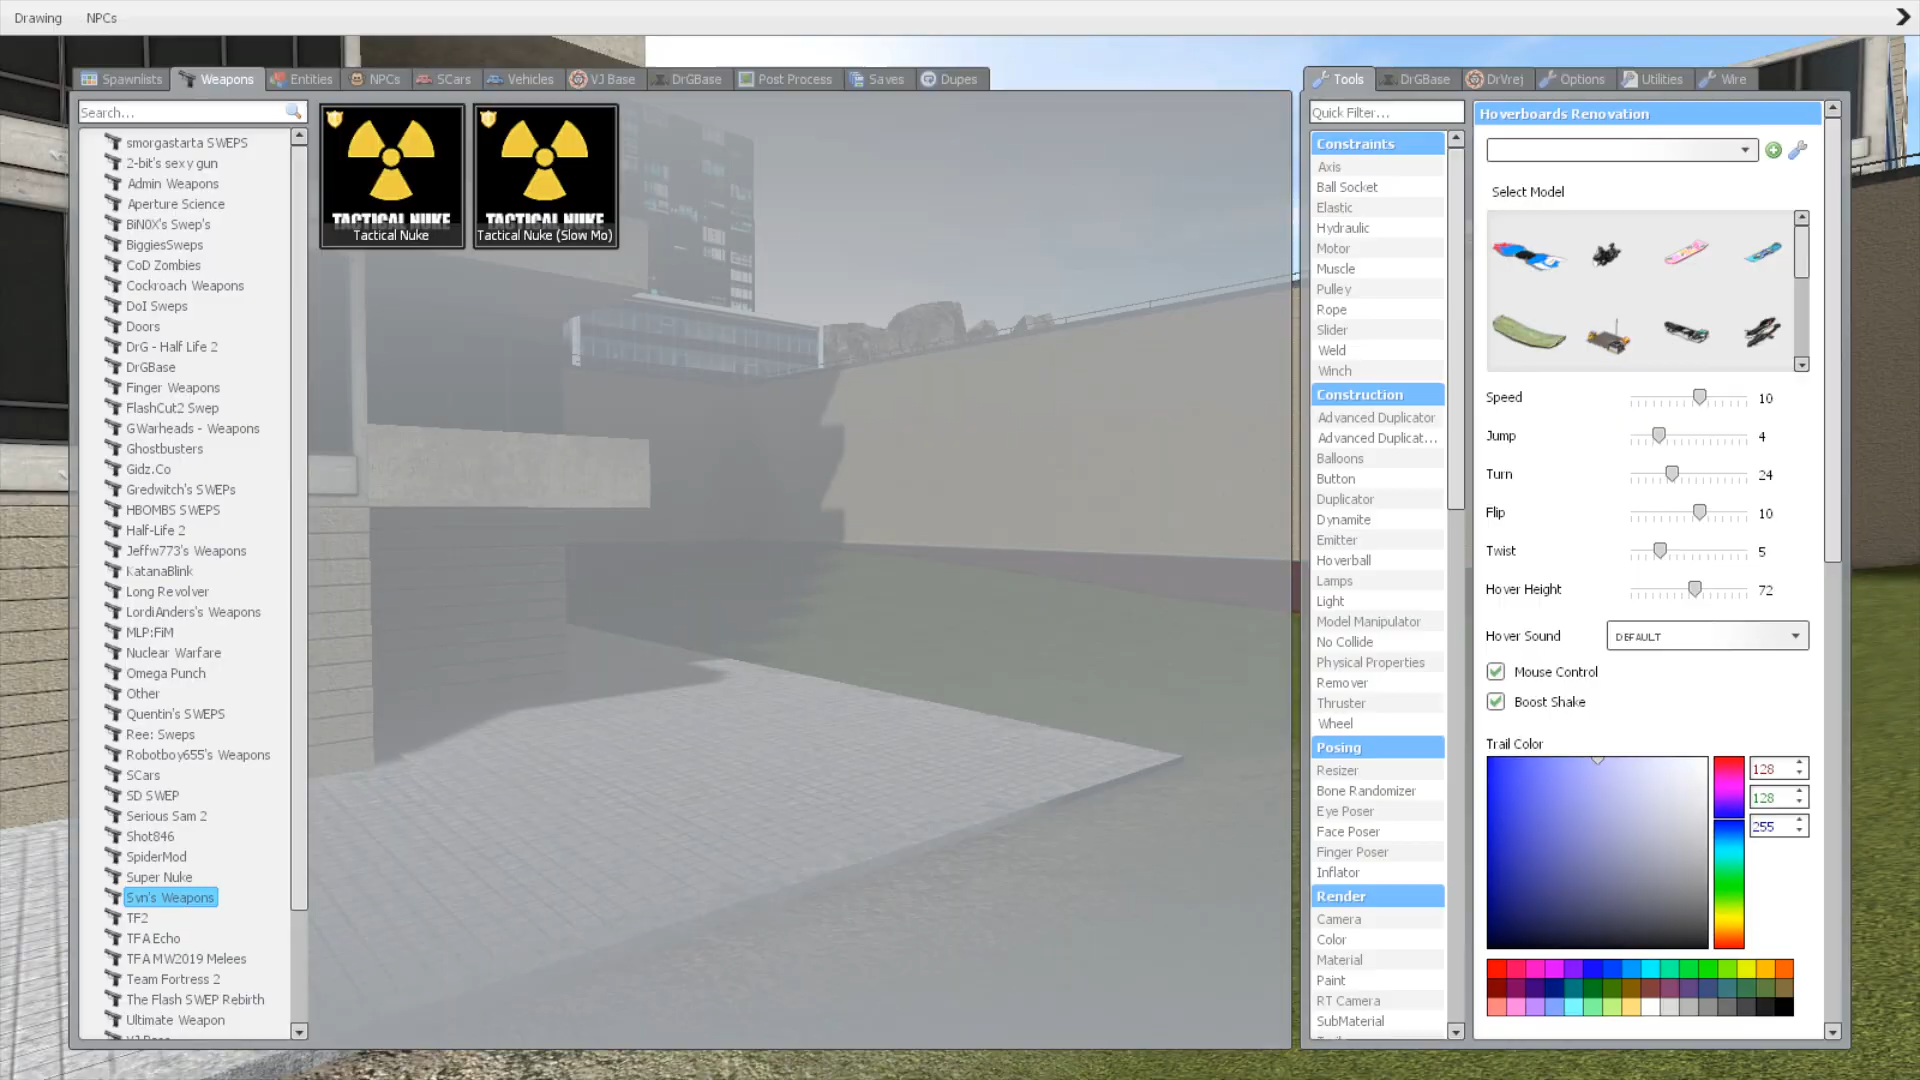 Drawing NPCs
Spawnlists Weapons Entities NPCs SCars Vehicles VJ Base DrGBase Post Process Saves Dupes
Search...
smorgastarta SWEPS
2-bit's sexy gun
Admin Weapons
Aperture Science
BiN0X's Swep's
BiggiesSweps
CoD Zombies
Cockroach Weapons
DoI Sweps
Doors
DrG - Half Life 2
DrGBase
Finger Weapons
FlashCut2 Swep
GWarheads - Weapons
Ghostbusters
Gidz.Co
Gredwitch's SWEPs
HBOMBS SWEPS
Half-Life 2
Jeffw773's Weapons
KatanaBlink
Long Revolver
LordiAnders's Weapons
MLP:FiM
Nuclear Warfare
Omega Punch
Other
Quentin's SWEPS
Ree: Sweps
Robotboy655's Weapons
SCars
SD SWEP
Serious Sam 2
Shot846
SpiderMod
Super Nuke
Svn's Weapons
TF2
TFA Echo
TFA MW2019 Melees
Team Fortress 2
The Flash SWEP Rebirth
Ultimate Weapon
VJ Base
TACTICAL NUKE
Tactical Nuke
TACTICAL NUKE
Tactical Nuke (Slow Mo)
Tools DrGBase DrVrej Options Utilities Wire
Quick Filter...
Constraints
Axis
Ball Socket
Elastic
Hydraulic
Motor
Muscle
Pulley
Rope
Slider
Weld
Winch
Construction
Advanced Duplicator
Advanced Duplicat...
Balloons
Button
Duplicator
Dynamite
Emitter
Hoverball
Lamps
Light
Model Manipulator
No Collide
Physical Properties
Remover
Thruster
Wheel
Posing
Resizer
Bone Randomizer
Eye Poser
Face Poser
Finger Poser
Inflator
Render
Camera
Color
Material
Paint
RT Camera
SubMaterial
Hoverboards Renovation
Select Model
Speed 10
Jump 4
Turn 24
Flip 10
Twist 5
Hover Height 72
Hover Sound DEFAULT
Mouse Control
Boost Shake
Trail Color
128
128
255